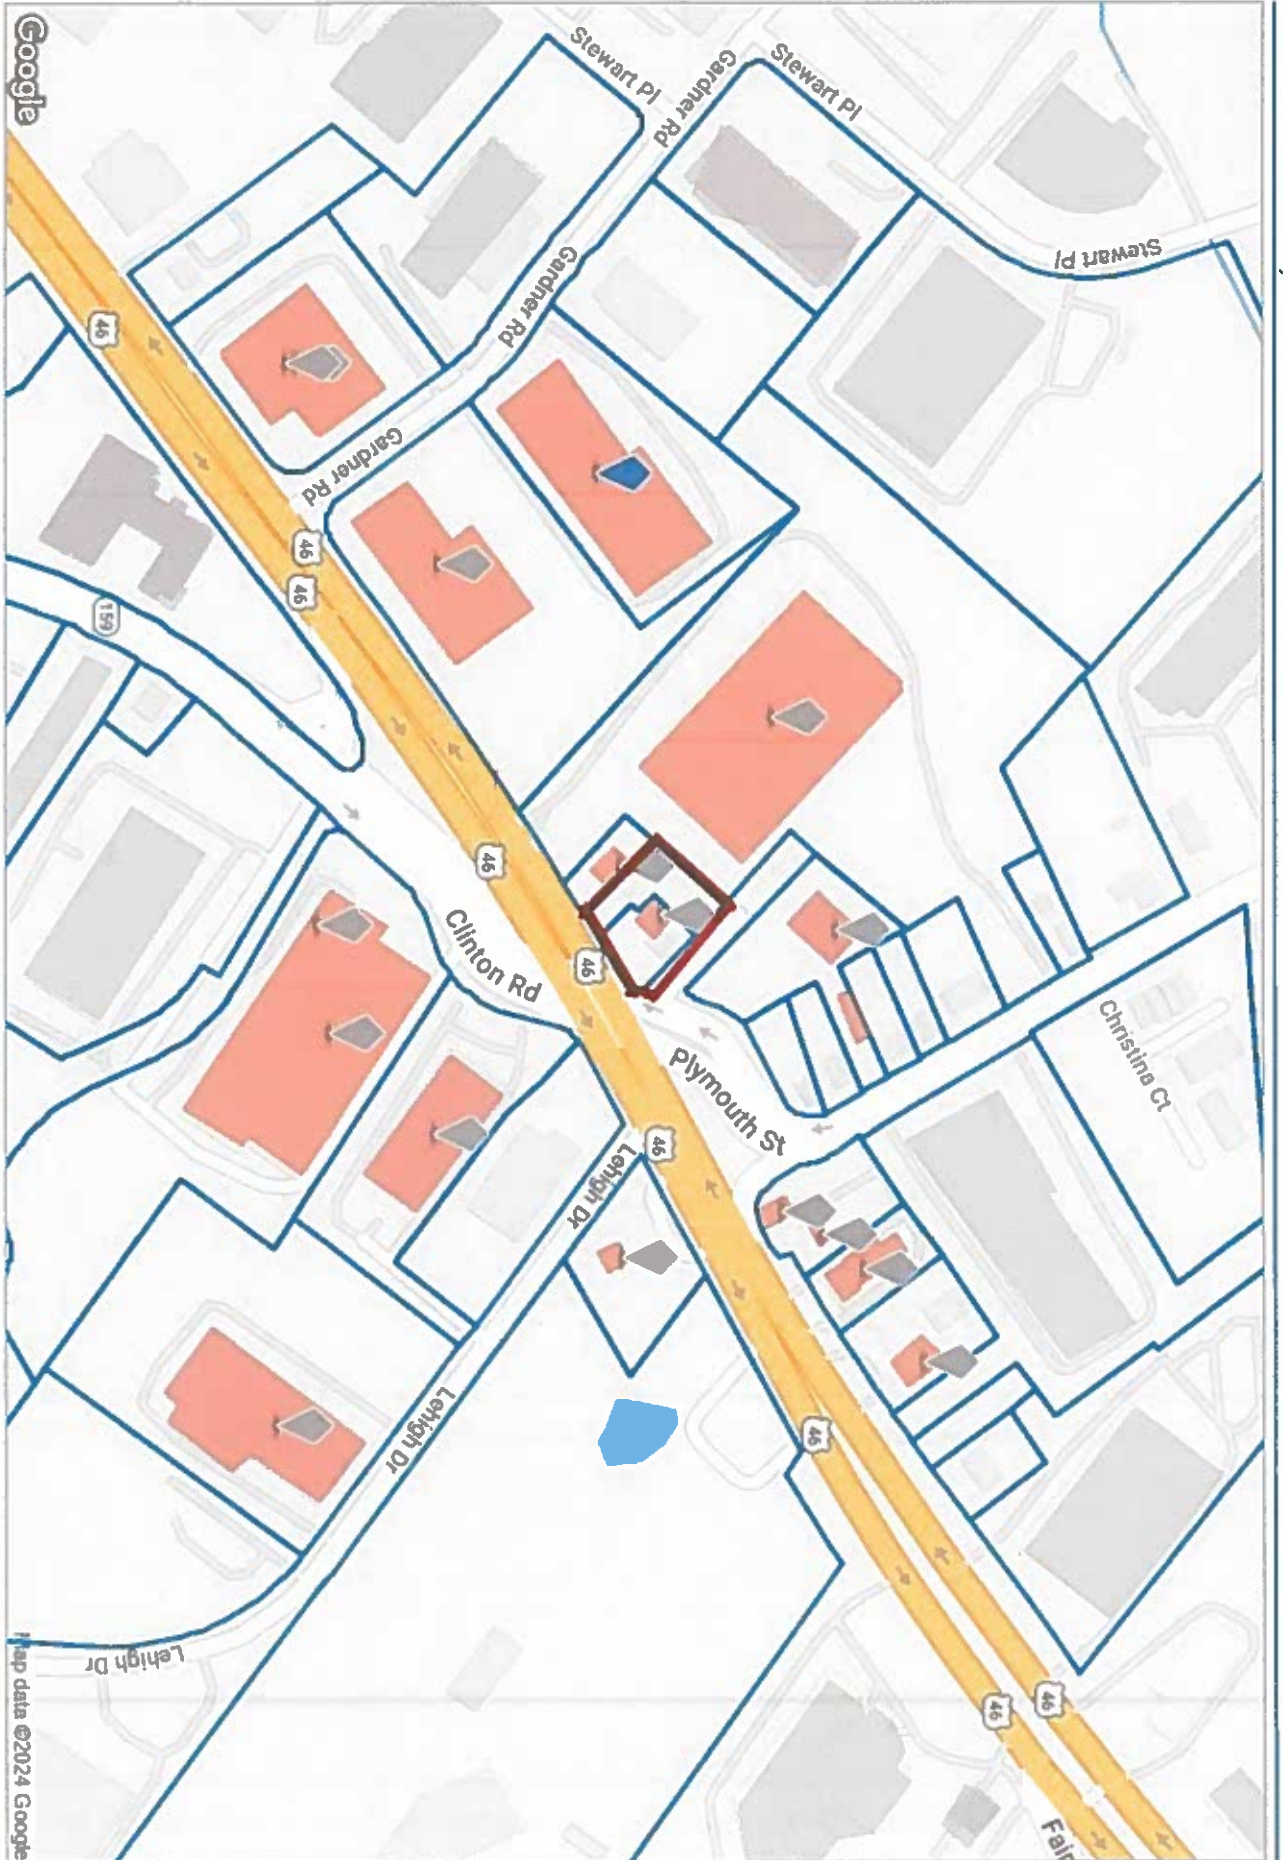 Google
Stewart Pl
Gardner Rd
Stewart Pl
Stewart Pl
Gardner Rd
46
Gardner Rd
46
46
159
46
Clinton Rd
46
Plymouth St
Christina Ct
46
Lehigh Dr
46
Lehigh Dr
Lehigh Dr
46
46
Fair
Map data ©2024 Google